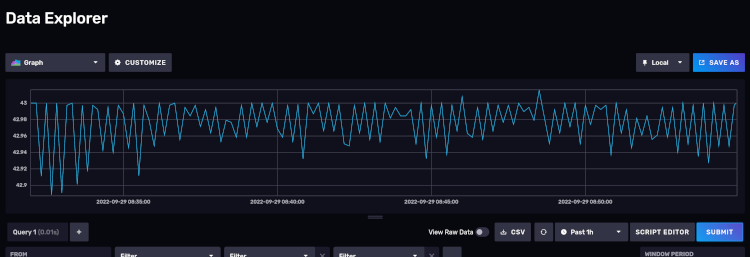 Data Explorer
Graph
CUSTOMIZE
Local
SAVE AS
43
42.98
42.96
42.94
42.92
42.9
2022-09-29 08:35:00
2022-09-29 08:40:00
2022-09-29 08:45:00
2022-09-29 08:50:00
Query 1 (0.01s)
+
View Raw Data
CSV
Past 1h
SCRIPT EDITOR
SUBMIT
FROM
Filter
Filter
Filter
WINDOW PERIOD